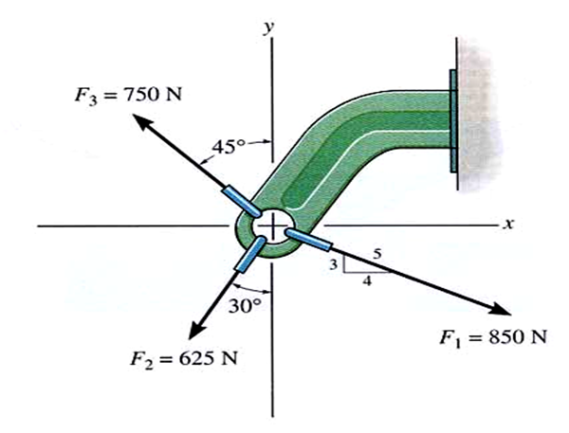 y
F₃ = 750 N
45°
x
5
3
4
30°
F₁ = 850 N
F₂ = 625 N